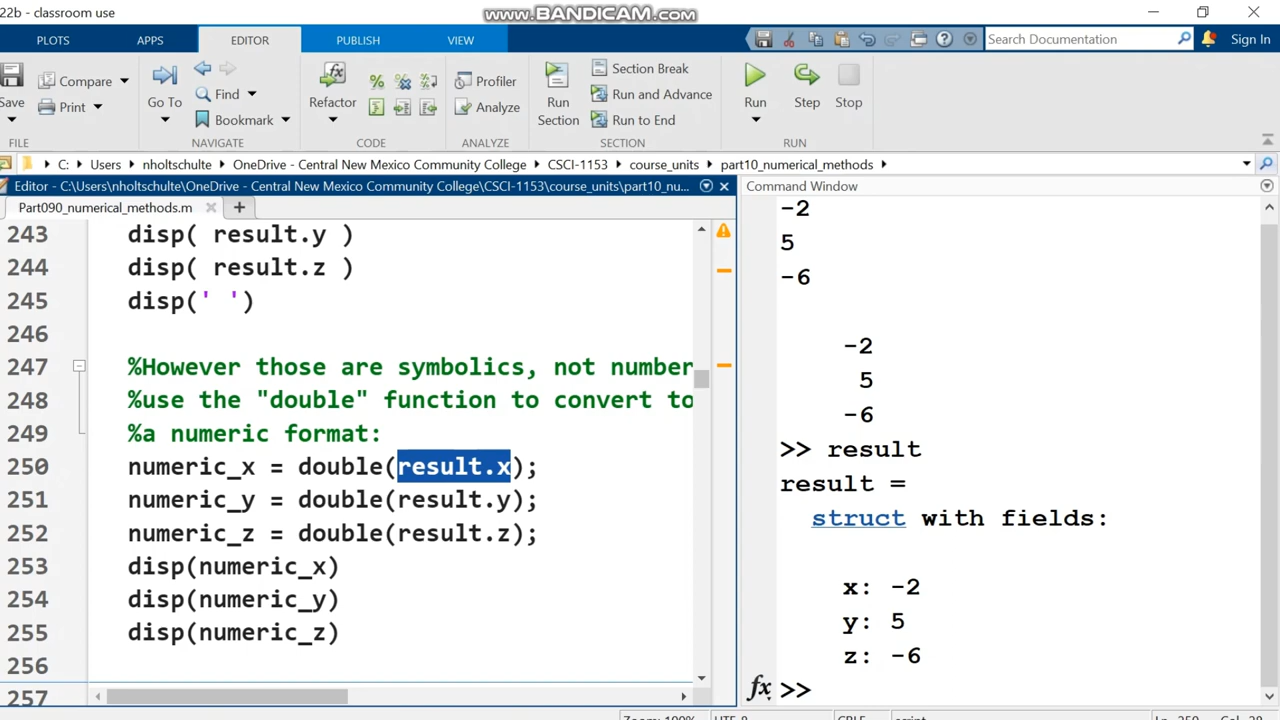 22b - classroom use
www.BANDICAM.com
PLOTS APPS EDITOR PUBLISH VIEW
Search Documentation
Sign In
Save
Compare
Print
FILE
Go To
Find
Bookmark
NAVIGATE
Refactor
CODE
Profiler
Analyze
ANALYZE
Run
Section
Section Break
Run and Advance
Run to End
SECTION
Run
Step
Stop
RUN
C: Users nholtschulte OneDrive - Central New Mexico Community College CSCI-1153 course_units part10_numerical_methods
Editor - C:\Users\nholtschulte\OneDrive - Central New Mexico Community College\CSCI-1153\course_units\part10_nu...
Part090_numerical_methods.m
243 disp( result.y )
244 disp( result.z )
245 disp(' ')
246
247 %However those are symbolics, not number
248 %use the "double" function to convert to
249 %a numeric format:
250 numeric_x = double(result.x);
251 numeric_y = double(result.y);
252 numeric_z = double(result.z);
253 disp(numeric_x)
254 disp(numeric_y)
255 disp(numeric_z)
256
257
Command Window
-2
5
-6
-2
5
-6
>> result
result =
struct with fields:
x: -2
y: 5
z: -6
fx >>